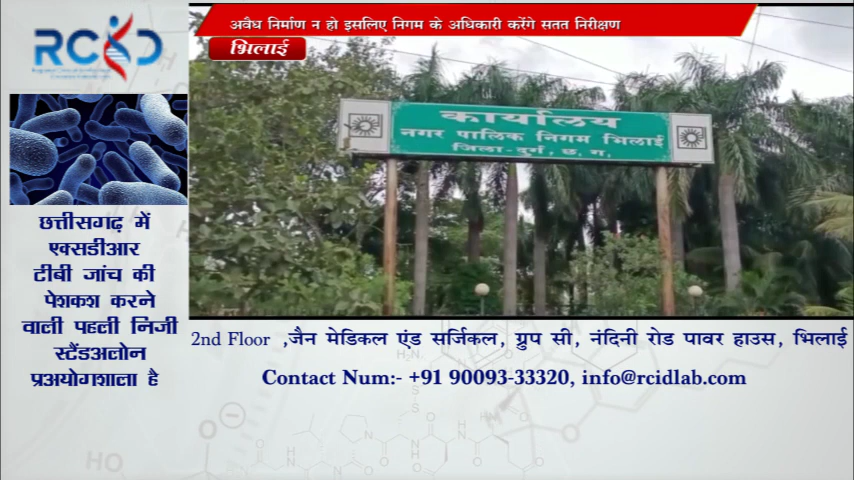 अवैध निर्माण न हो इसलिए निगम के अधिकारी करेंगे सतत निरीक्षण
भिलाई
RCID
कार्यालय
नगर पालिक निगम भिलाई
जिला-दुर्ग, छ.ग.
छत्तीसगढ़ में
एक्सडीआर
टीबी जांच की
पेशकश करने
वाली पहली निजी
स्टैंडअलोन
प्रअयोगशाला है
2nd Floor ,जैन मेडिकल एंड सर्जिकल, ग्रुप सी, नंदिनी रोड पावर हाउस, भिलाई
Contact Num:- +91 90093-33320, info@rcidlab.com